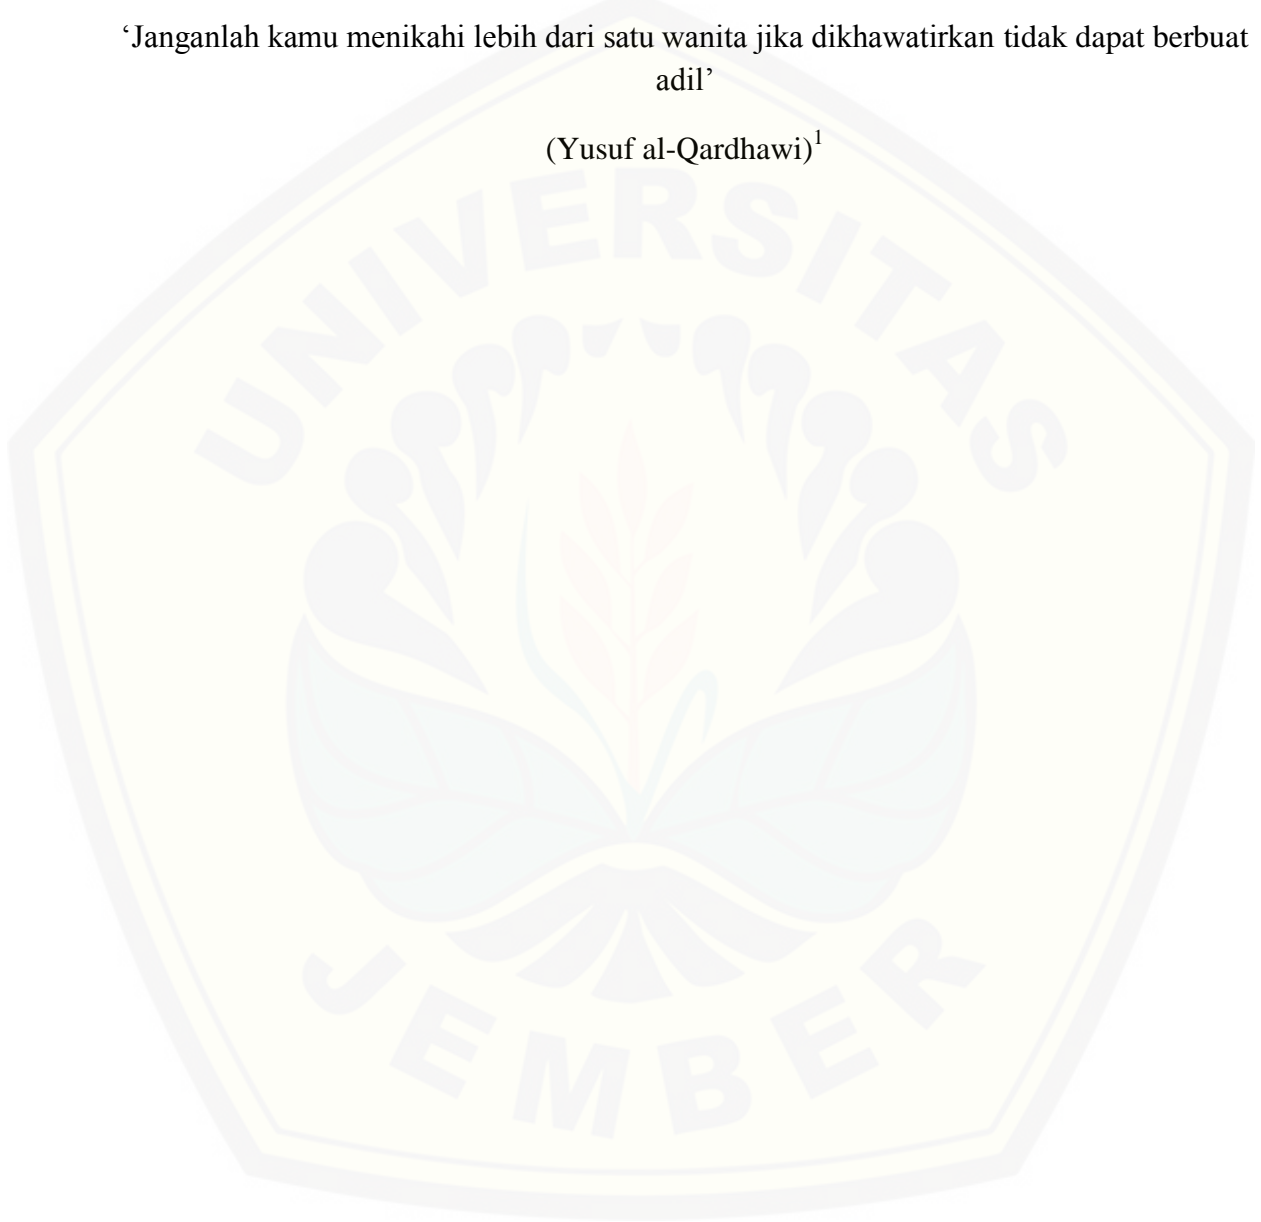 ‘Janganlah kamu menikahi lebih dari satu wanita jika dikhawatirkan tidak dapat berbuat
adil’
(Yusuf al-Qardhawi)1
UNIVERSITAS
JEMBER